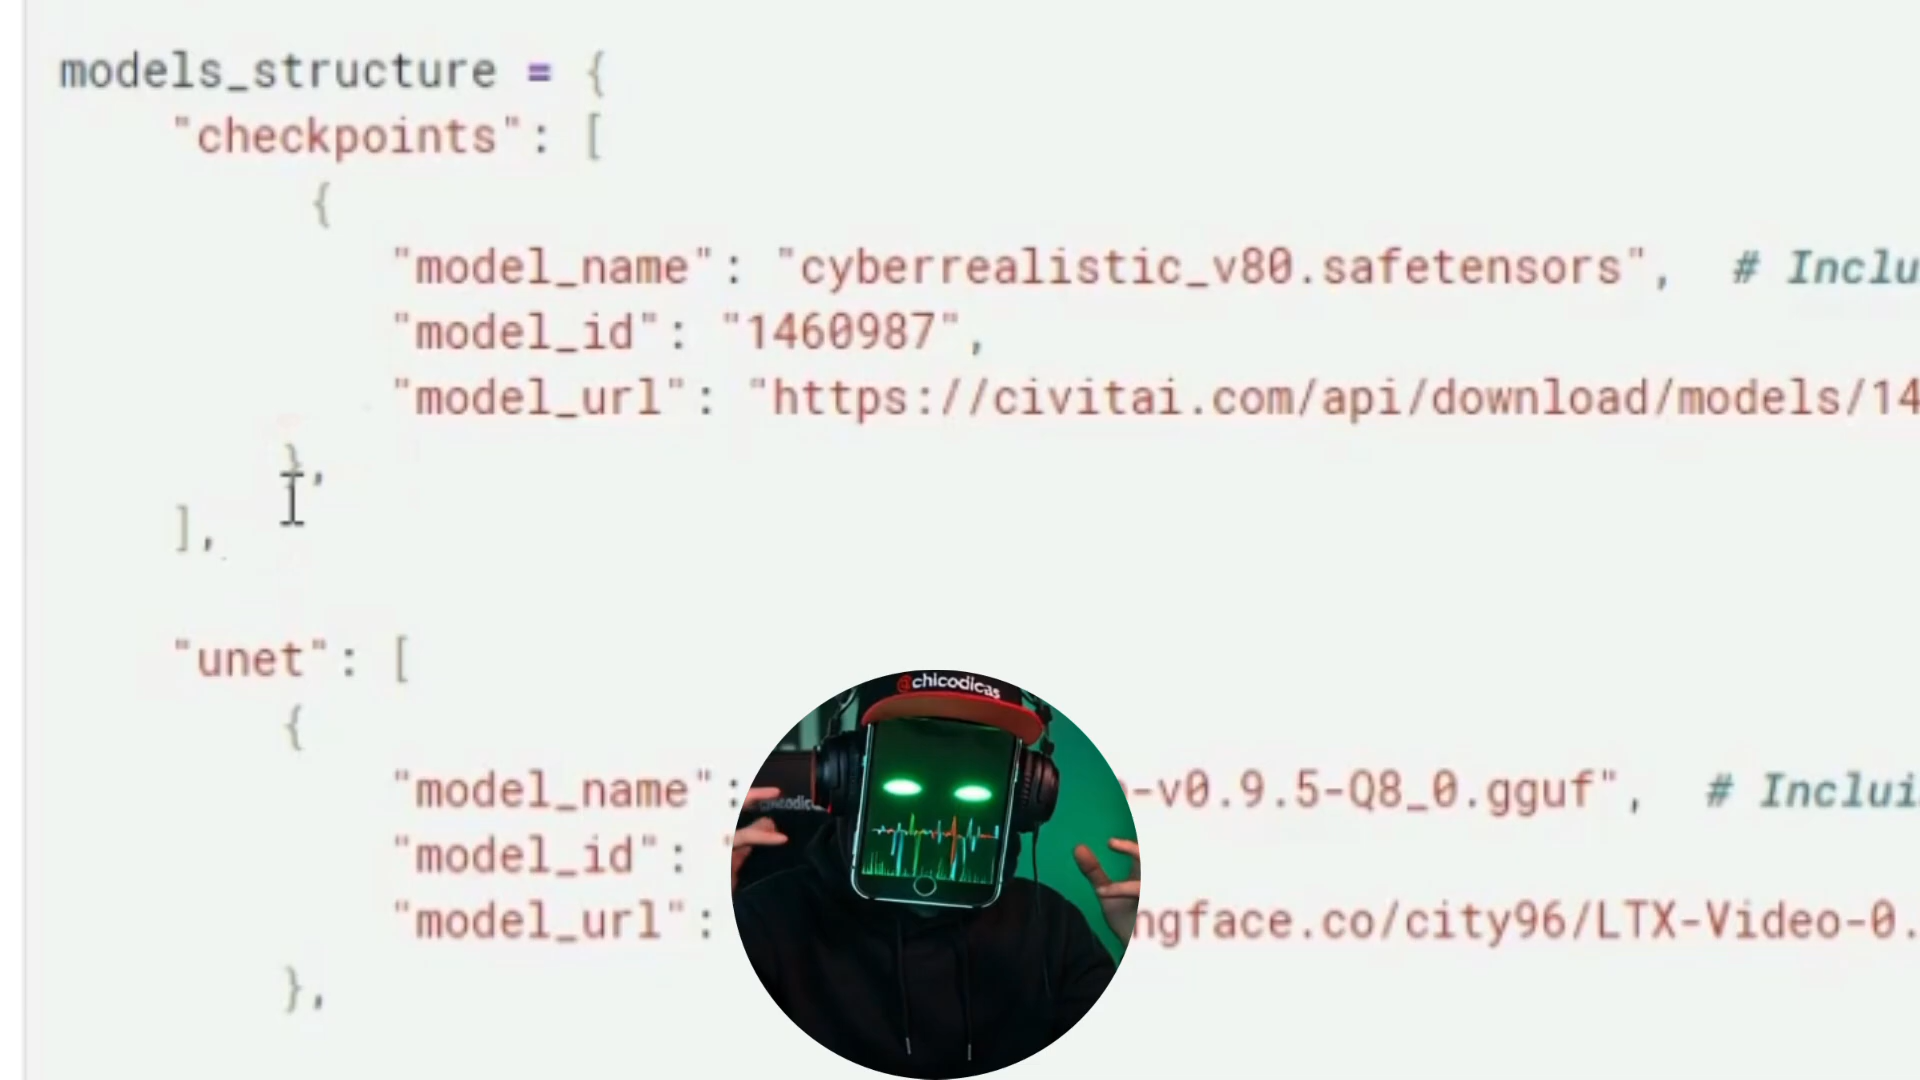 models_structure = {
"checkpoints": [
{
"model_name": "cyberrealistic_v80.safetensors", # Inclu
"model_id": "1460987",
"model_url": "https://civitai.com/api/download/models/14
},
],
"unet": [
{
"model_name": -v0.9.5-Q8_0.gguf", # Inclui
"model_id": "
"model_url": ngface.co/city96/LTX-Video-0.
},
@chicodicas